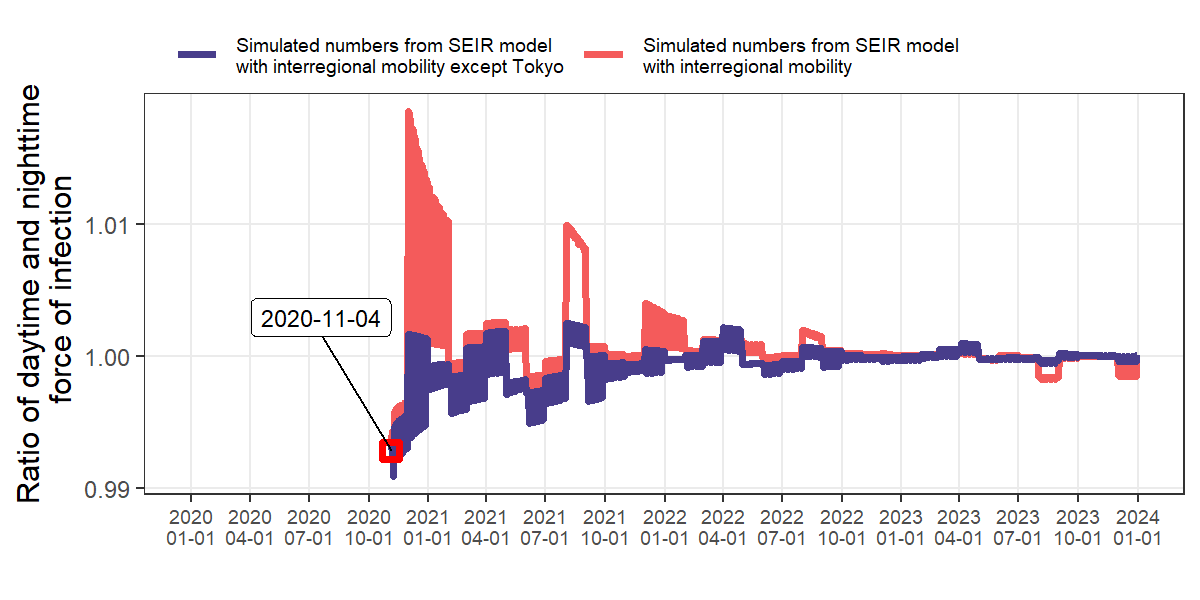 Simulated numbers from SEIR model
with interregional mobility except Tokyo
Simulated numbers from SEIR model
with interregional mobility
Ratio of daytime and nighttime
force of infection
1.01
1.00
0.99
2020-11-04
2020 2020 2020 2020 2021 2021 2021 2021 2022 2022 2022 2022 2023 2023 2023 2023 2024
01-01 04-01 07-01 10-01 01-01 04-01 07-01 10-01 01-01 04-01 07-01 10-01 01-01 04-01 07-01 10-01 01-01